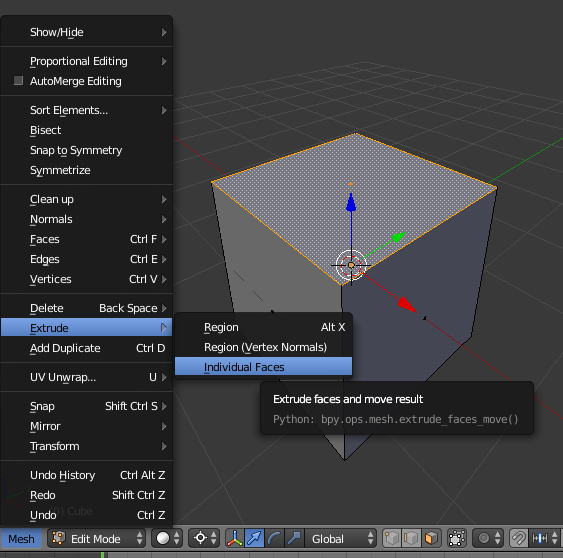 Show/Hide
Proportional Editing
AutoMerge Editing
Sort Elements...
Bisect
Snap to Symmetry
Symmetrize
Clean up
Normals
Faces Ctrl F
Edges Ctrl E
Vertices Ctrl V
Delete Back Space
Extrude
Add Duplicate Ctrl D
UV Unwrap... U
Snap Shift Ctrl S
Mirror
Transform
Undo History Ctrl Alt Z
Redo Shift Ctrl Z
Undo Ctrl Z
Region Alt X
Region (Vertex Normals)
Individual Faces
Extrude faces and move result
Python: bpy.ops.mesh.extrude_faces_move()
(0) Cube
Mesh Edit Mode Global